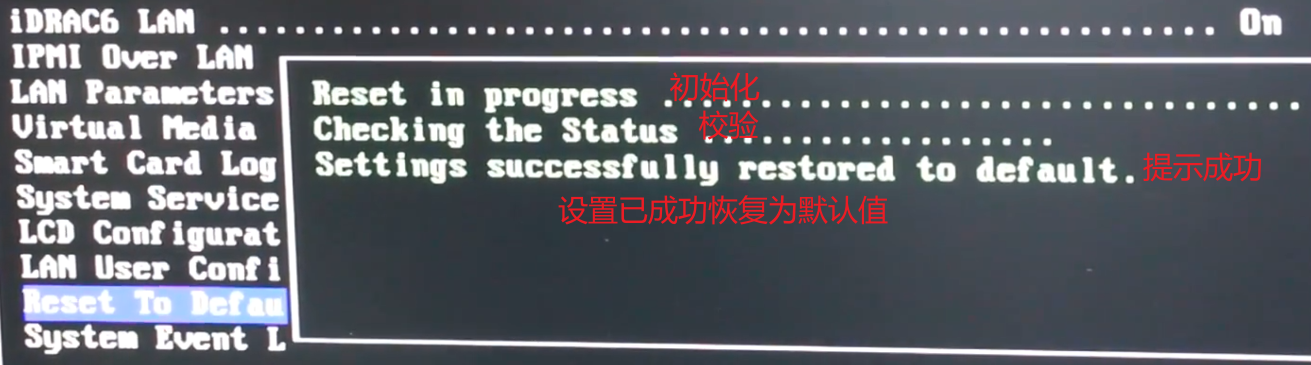 iDRAC6 LAN ............................................................ On
IPMI Over LAN
LAN Parameters
Virtual Media
Smart Card Log
System Service
LCD Configurat
LAN User Confi
Reset To Defau
System Event L
Reset in progress ........................................
初始化
Checking the Status .....................
校验
Settings successfully restored to default.
提示成功
设置已成功恢复为默认值